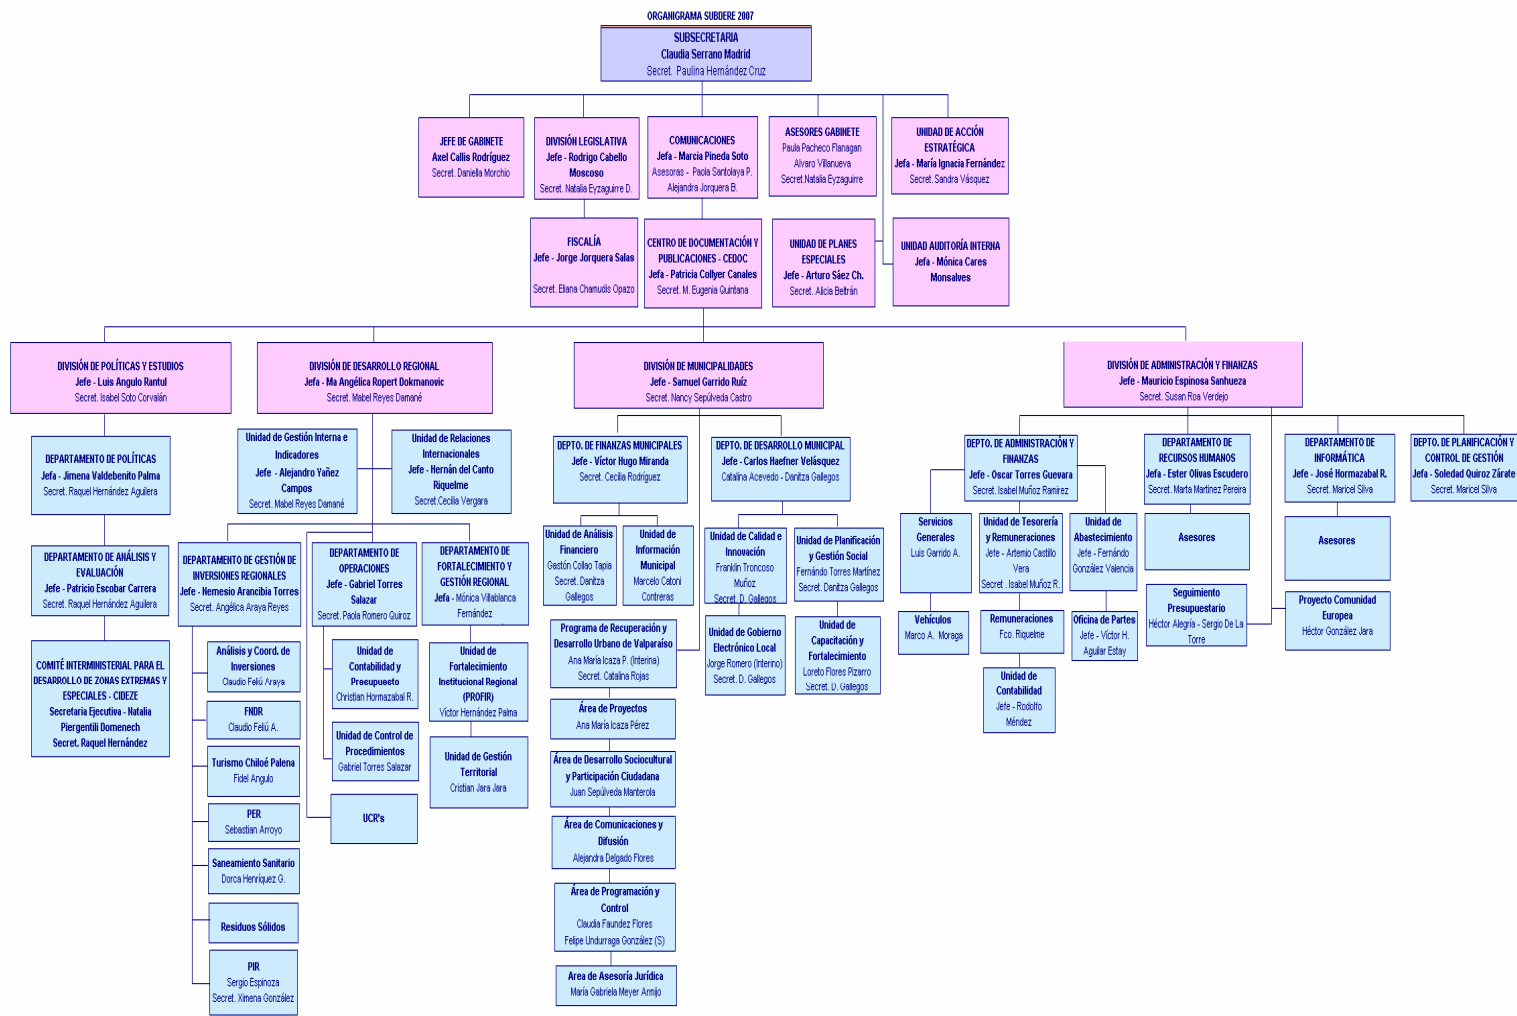 ORGANIGRAMA SUBDERE 2007
SUBSECRETARIA
Claudia Serrano Madrid
Secret. Paulina Hernández Cruz
JEFE DE GABINETE
Axel Callis Rodríguez
Secret. Daniella Morchio
DIVISIÓN LEGISLATIVA
Jefe - Rodrigo Cabello
Moscoso
Secret. Natalia Eyzaguirre D.
COMUNICACIONES
Jefa - Marcia Pineda Soto
Asesoras - Paola Santolaya P.
Alejandra Jorquera B.
ASESORES GABINETE
Paula Pacheco Flanagan
Alvaro Villanueva
Secret.Natalia Eyzaguirre
UNIDAD DE ACCIÓN
ESTRATÉGICA
Jefa - María Ignacia Fernández
Secret. Sandra Vásquez
FISCALÍA
Jefe - Jorge Jorquera Salas
Secret. Eliana Chamudis Opazo
CENTRO DE DOCUMENTACIÓN Y
PUBLICACIONES - CEDOC
Jefa - Patricia Collyer Canales
Secret. M. Eugenia Quintana
UNIDAD DE PLANES
ESPECIALES
Jefe - Arturo Sáez Ch.
Secret. Alicia Beltrán
UNIDAD AUDITORÍA INTERNA
Jefa - Mónica Cares
Monsalves
DIVISIÓN DE POLÍTICAS Y ESTUDIOS
Jefe - Luis Angulo Rantul
Secret. Isabel Soto Corvalán
DIVISIÓN DE DESARROLLO REGIONAL
Jefa - Ma Angélica Ropert Dokmanovic
Secret. Mabel Reyes Damané
DIVISIÓN DE MUNICIPALIDADES
Jefe - Samuel Garrido Ruíz
Secret. Nancy Sepúlveda Castro
DIVISIÓN DE ADMINISTRACIÓN Y FINANZAS
Jefe - Mauricio Espinosa Sanhueza
Secret. Susan Roa Verdejo
DEPARTAMENTO DE POLÍTICAS
Jefa - Jimena Valdebenito Palma
Secret. Raquel Hernández Aguilera
DEPARTAMENTO DE ANÁLISIS Y
EVALUACIÓN
Jefe - Patricio Escobar Carrera
Secret. Raquel Hernández Aguilera
COMITÉ INTERMINISTERIAL PARA EL
DESARROLLO DE ZONAS EXTREMAS Y
ESPECIALES - CIDEZE
Secretaria Ejecutiva - Natalia
Piergentili Domenech
Secret. Raquel Hernández
Unidad de Gestión Interna e
Indicadores
Jefe - Alejandro Yañez
Campos
Secret. Mabel Reyes Damané
Unidad de Relaciones
Internacionales
Jefe - Hernán del Canto
Riquelme
Secret.Cecilia Vergara
DEPARTAMENTO DE GESTIÓN DE
INVERSIONES REGIONALES
Jefe - Nemesio Arancibia Torres
Secret. Angélica Araya Reyes
Análisis y Coord. de
Inversiones
Claudio Feliú Araya
FNDR
Claudio Feliú A.
Turismo Chiloé Palena
Fidel Angulo
PER
Sebastian Arroyo
Saneamiento Sanitario
Dorca Henríquez G.
Residuos Sólidos
PIR
Sergio Espinoza
Secret. Ximena González
DEPARTAMENTO DE
OPERACIONES
Jefe - Gabriel Torres
Salazar
Secret. Paola Romero Quiroz
Unidad de
Contabilidad y
Presupuesto
Christian Hormazabal R.
Unidad de Control de
Procedimientos
Gabriel Torres Salazar
UCR's
DEPARTAMENTO DE
FORTALECIMIENTO Y
GESTIÓN REGIONAL
Jefa - Mónica Villablanca
Fernández
Unidad de
Fortalecimiento
Institucional Regional
(PROFIR)
Víctor Hernández Palma
Unidad de Gestión
Territorial
Cristian Jara Jara
DEPTO. DE FINANZAS MUNICIPALES
Jefe - Víctor Hugo Miranda
Secret. Cecilia Rodríguez
Unidad de Análisis
Financiero
Gastón Collao Tapia
Secret. Danitza
Gallegos
Unidad de
Información
Municipal
Marcelo Catoni
Contreras
Programa de Recuperación y
Desarrollo Urbano de Valparaíso
Ana María Icaza P. (Interina)
Secret. Catalina Rojas
Área de Proyectos
Ana María Icaza Pérez
Área de Desarrollo Sociocultural
y Participación Ciudadana
Juan Sepúlveda Manterola
Área de Comunicaciones y
Difusión
Alejandra Delgado Flores
Área de Programación y
Control
Claudia Faundez Flores
Felipe Undurraga González (S)
Area de Asesoría Jurídica
María Gabriela Meyer Armijo
DEPTO. DE DESARROLLO MUNICIPAL
Jefe - Carlos Haefner Velásquez
Catalina Acevedo - Danitza Gallegos
Unidad de Calidad e
Innovación
Franklin Troncoso
Muñoz
Secret. D. Gallegos
Unidad de Planificación
y Gestión Social
Fernándo Torres Martínez
Secret. Danitza Gallegos
Unidad de Gobierno
Electrónico Local
Jorge Romero (Interino)
Secret. D. Gallegos
Unidad de
Capacitación y
Fortalecimiento
Loreto Flores Pizarro
Secret. D. Gallegos
DEPTO. DE ADMINISTRACIÓN Y
FINANZAS
Jefe - Oscar Torres Guevara
Secret. Isabel Muñoz Ramirez
Servicios
Generales
Luis Garrido A.
Vehículos
Marco A. Moraga
Unidad de Tesorería
y Remuneraciones
Jefe - Artemio Castillo
Vera
Secret . Isabel Muñoz R.
Remuneraciones
Fco. Riquelme
Unidad de
Contabilidad
Jefe - Rodolfo
Méndez
Unidad de
Abastecimiento
Jefe - Fernándo
González Valencia
Oficina de Partes
Jefe - Víctor H.
Aguilar Estay
DEPARTAMENTO DE
RECURSOS HUMANOS
Jefa - Ester Olivas Escudero
Secret. Marta Martinez Pereira
Asesores
Seguimiento
Presupuestario
Héctor Alegría - Sergio De La
Torre
DEPARTAMENTO DE
INFORMÁTICA
Jefe - José Hormazabal R.
Secret. Maricel Silva
Asesores
Proyecto Comunidad
Europea
Héctor González Jara
DEPTO. DE PLANIFICACIÓN Y
CONTROL DE GESTIÓN
Jefa - Soledad Quiroz Zárate
Secret. Maricel Silva